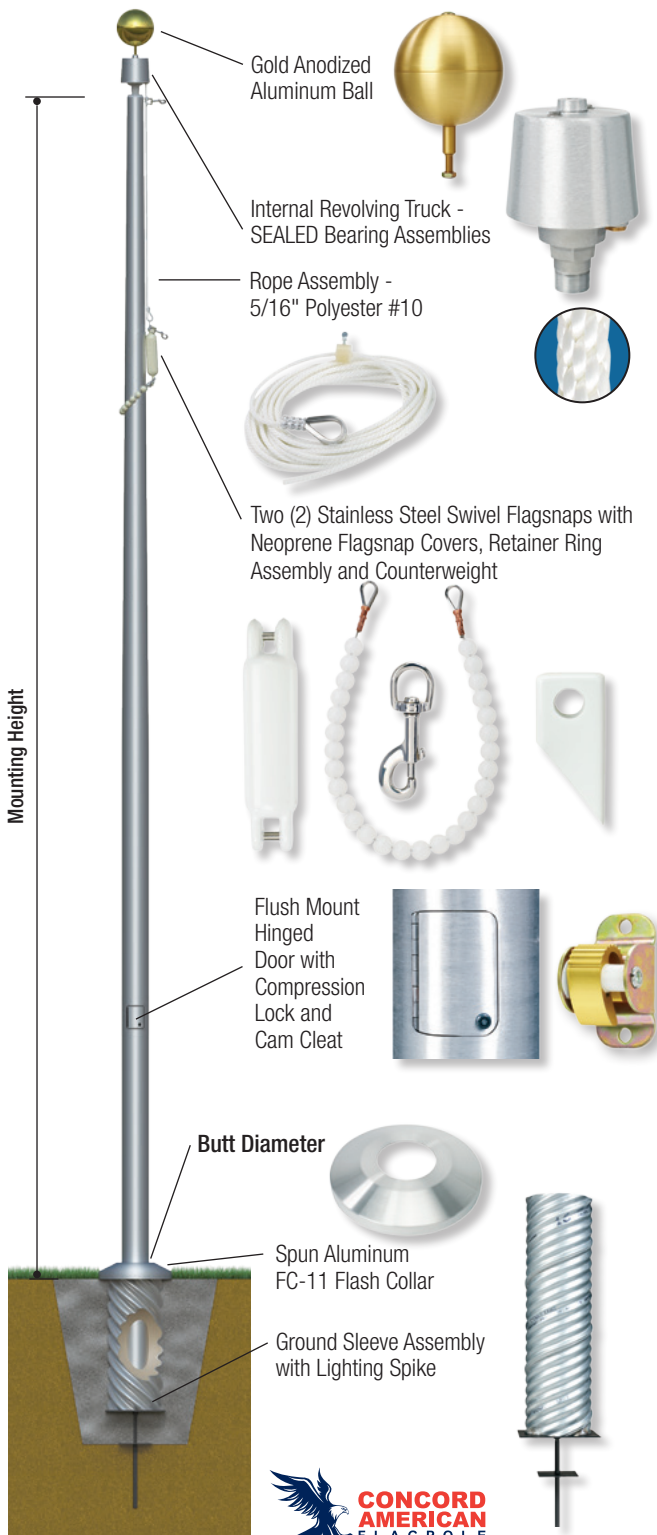 Gold Anodized
Aluminum Ball
Internal Revolving Truck -
SEALED Bearing Assemblies
Rope Assembly -
5/16" Polyester #10
Two (2) Stainless Steel Swivel Flagsnaps with
Neoprene Flagsnap Covers, Retainer Ring
Assembly and Counterweight
Mounting Height
Flush Mount
Hinged
Door with
Compression
Lock and
Cam Cleat
Butt Diameter
Spun Aluminum
FC-11 Flash Collar
Ground Sleeve Assembly
with Lighting Spike
CONCORD
AMERICAN
FLAGPOLE